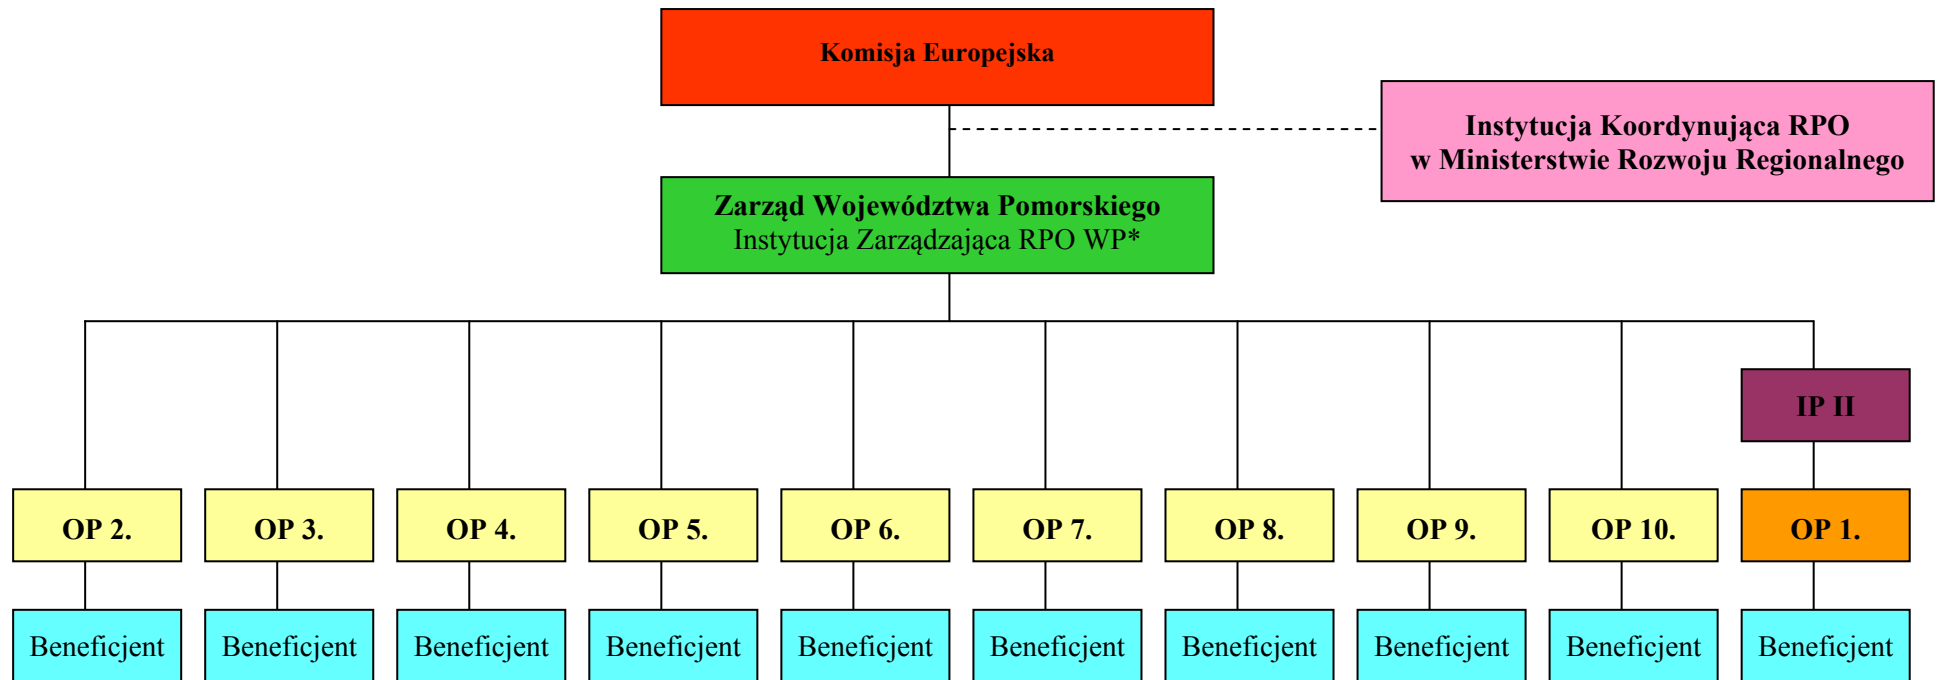 Komisja Europejska
Instytucja Koordynująca RPO
w Ministerstwie Rozwoju Regionalnego
Zarząd Województwa Pomorskiego
Instytucja Zarządzająca RPO WP*
IP II
OP 2.
OP 3.
OP 4.
OP 5.
OP 6.
OP 7.
OP 8.
OP 9.
OP 10.
OP 1.
Beneficjent
Beneficjent
Beneficjent
Beneficjent
Beneficjent
Beneficjent
Beneficjent
Beneficjent
Beneficjent
Beneficjent